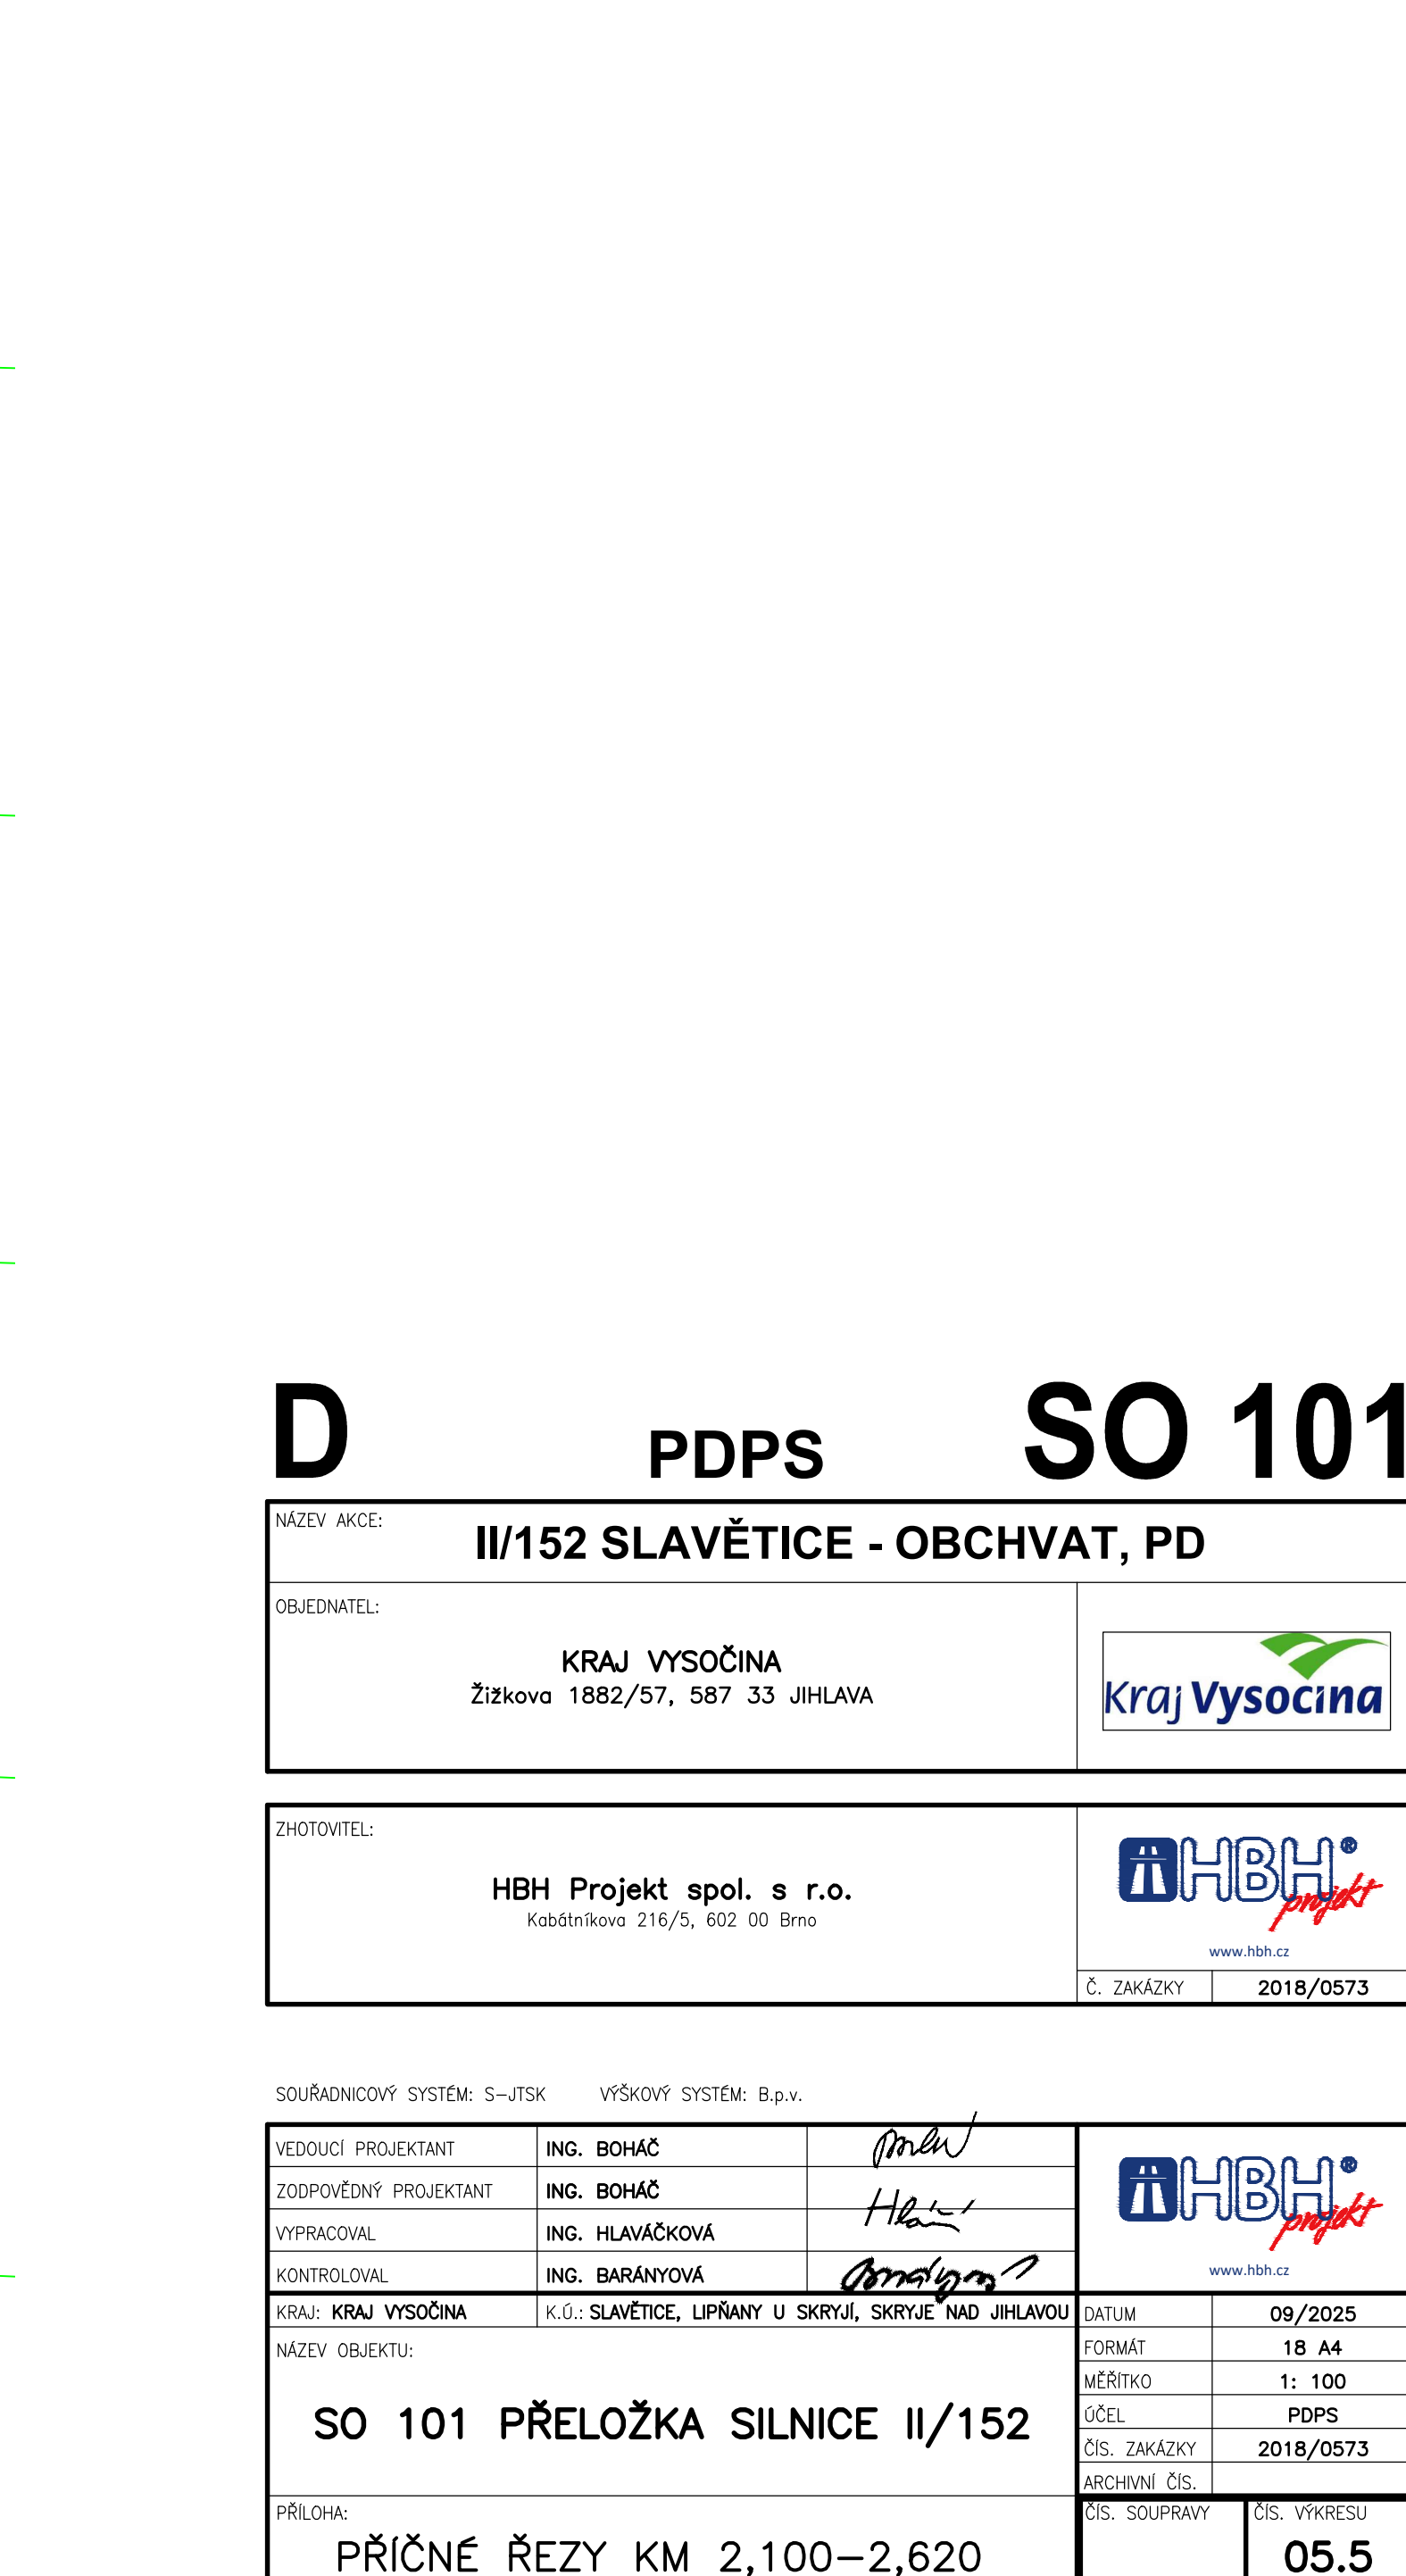 D PDPS SO 101
NÁZEV AKCE: II/152 SLAVĚTICE - OBCHVAT, PD
OBJEDNATEL:
KRAJ VYSOČINA
Žižkova 1882/57, 587 33 JIHLAVA
Kraj Vysočina
ZHOTOVITEL:
HBH Projekt spol. s r.o.
Kabátníkova 216/5, 602 00 Brno
HBH® projekt
www.hbh.cz
Č. ZAKÁZKY 2018/0573
SOUŘADNICOVÝ SYSTÉM: S-JTSK VÝŠKOVÝ SYSTÉM: B.p.v.
VEDOUCÍ PROJEKTANT ING. BOHÁČ
ZODPOVĚDNÝ PROJEKTANT ING. BOHÁČ
VYPRACOVAL ING. HLAVÁČKOVÁ
KONTROLOVAL ING. BARÁNYOVÁ
HBH® projekt
www.hbh.cz
KRAJ: KRAJ VYSOČINA K.Ú.: SLAVĚTICE, LIPŇANY U SKRYJÍ, SKRYJE NAD JIHLAVOU
DATUM 09/2025
FORMÁT 18 A4
MĚŘÍTKO 1: 100
ÚČEL PDPS
ČÍS. ZAKÁZKY 2018/0573
ARCHIVNÍ ČÍS.
NÁZEV OBJEKTU:
SO 101 PŘELOŽKA SILNICE II/152
PŘÍLOHA:
PŘÍČNÉ ŘEZY KM 2,100-2,620
ČÍS. SOUPRAVY
ČÍS. VÝKRESU
05.5